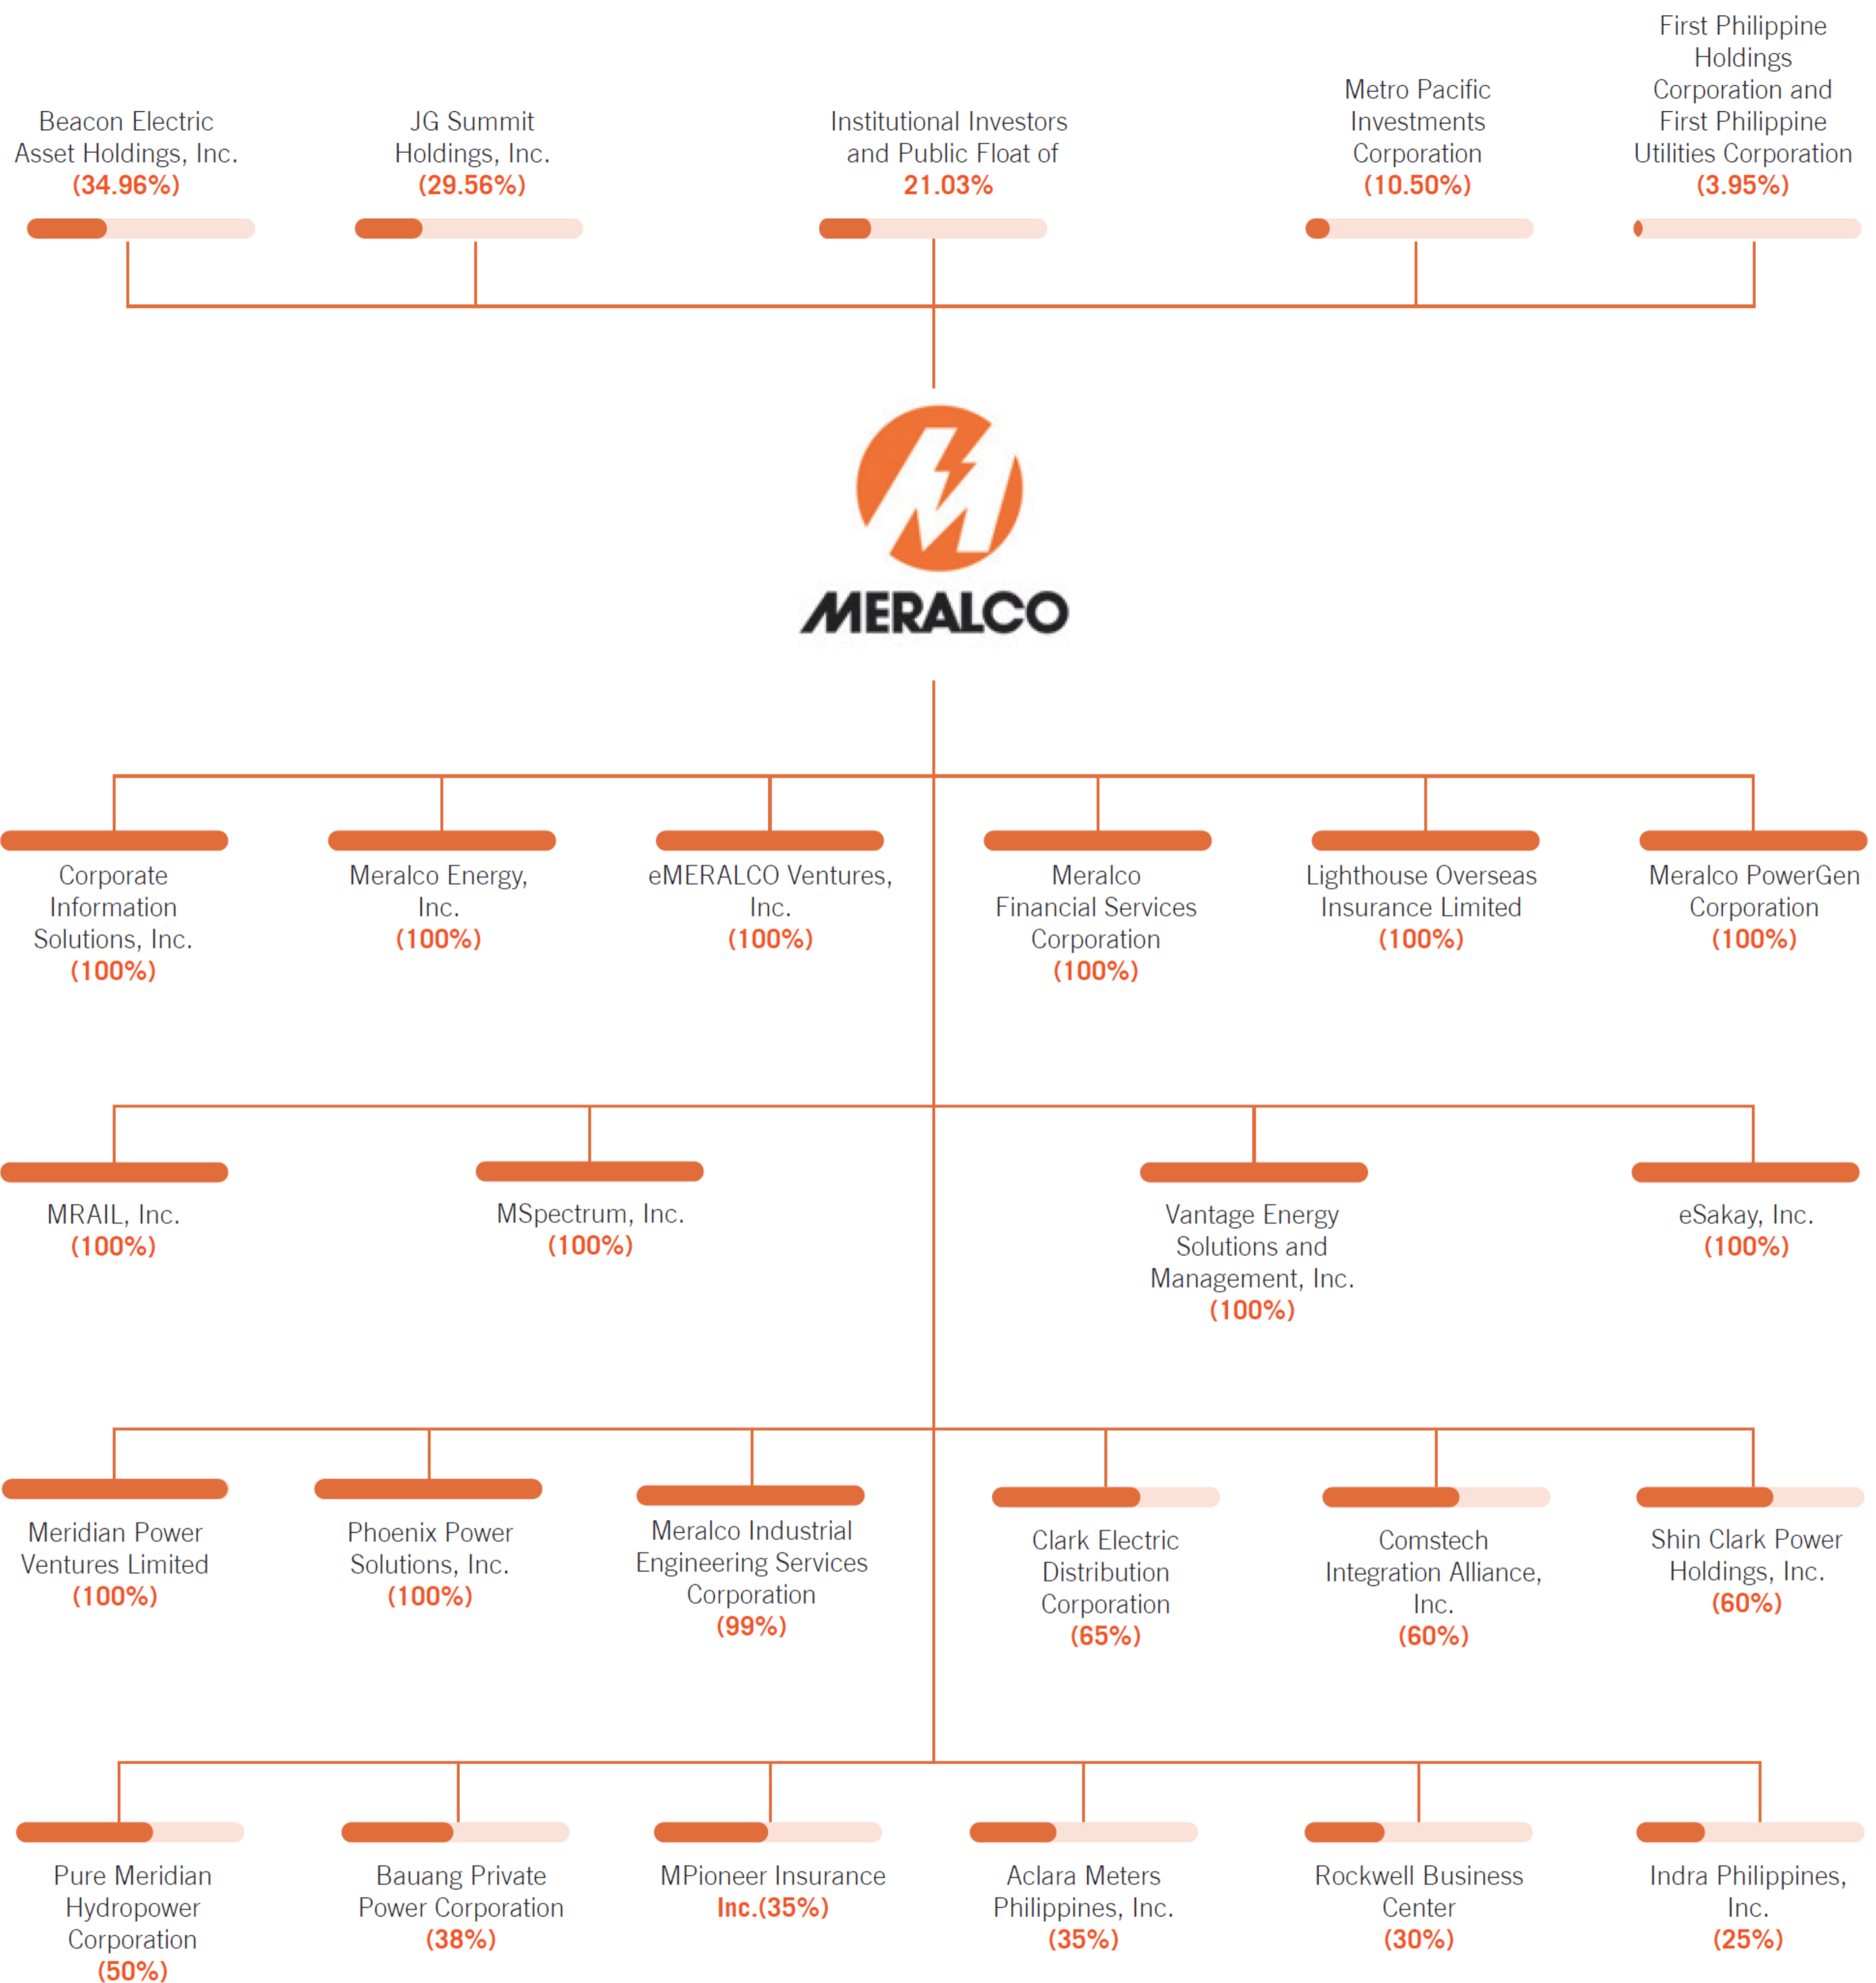 Beacon Electric
Asset Holdings, Inc.
(34.96%)
JG Summit
Holdings, Inc.
(29.56%)
Institutional Investors
and Public Float of
21.03%
Metro Pacific
Investments
Corporation
(10.50%)
First Philippine
Holdings
Corporation and
First Philippine
Utilities Corporation
(3.95%)
MERALCO
Corporate
Information
Solutions, Inc.
(100%)
Meralco Energy,
Inc.
(100%)
eMERALCO Ventures,
Inc.
(100%)
Meralco
Financial Services
Corporation
(100%)
Lighthouse Overseas
Insurance Limited
(100%)
Meralco PowerGen
Corporation
(100%)
MRAIL, Inc.
(100%)
MSpectrum, Inc.
(100%)
Vantage Energy
Solutions and
Management, Inc.
(100%)
eSakay, Inc.
(100%)
Meridian Power
Ventures Limited
(100%)
Phoenix Power
Solutions, Inc.
(100%)
Meralco Industrial
Engineering Services
Corporation
(99%)
Clark Electric
Distribution
Corporation
(65%)
Comstech
Integration Alliance,
Inc.
(60%)
Shin Clark Power
Holdings, Inc.
(60%)
Pure Meridian
Hydropower
Corporation
(50%)
Bauang Private
Power Corporation
(38%)
MPioneer Insurance
Inc.(35%)
Aclara Meters
Philippines, Inc.
(35%)
Rockwell Business
Center
(30%)
Indra Philippines,
Inc.
(25%)